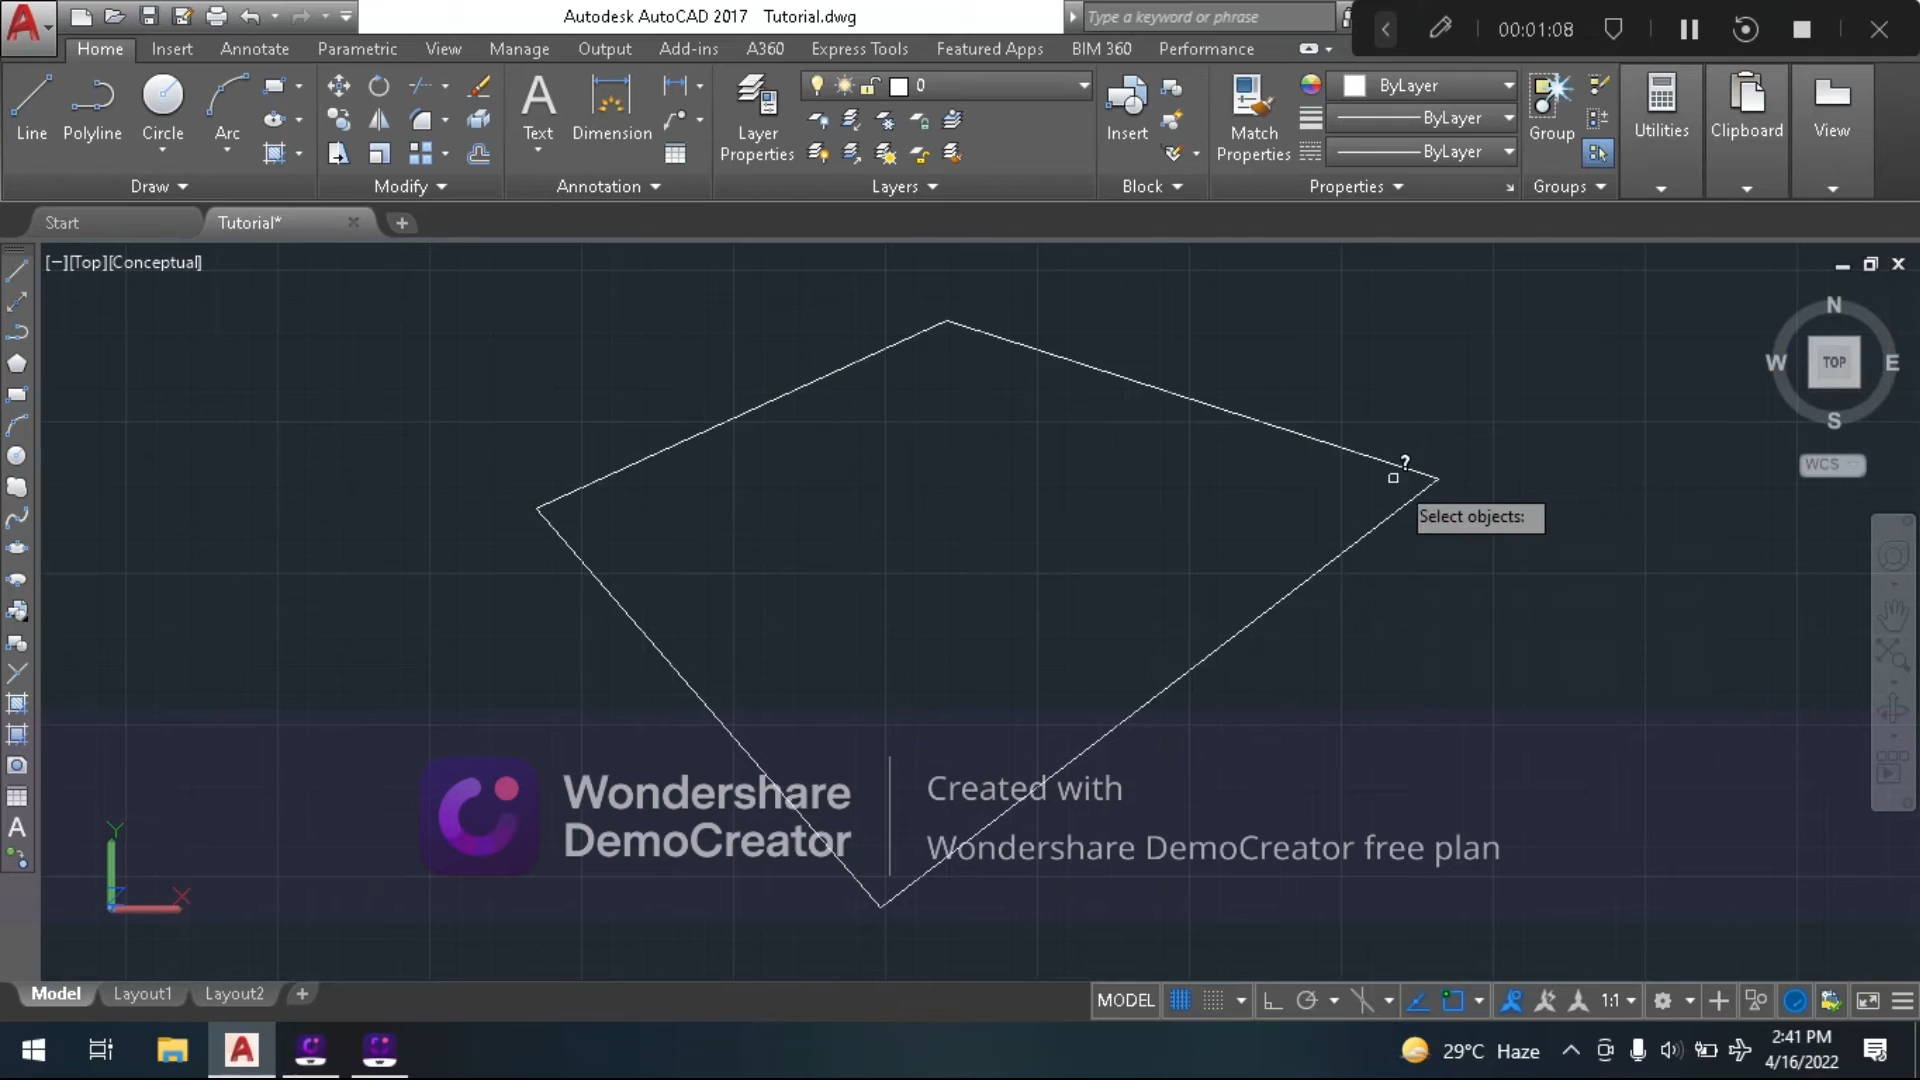 Autodesk AutoCAD 2017 Tutorial.dwg
Type a keyword or phrase
00:01:08
Home Insert Annotate Parametric View Manage Output Add-ins A360 Express Tools Featured Apps BIM 360 Performance
0
ByLayer
ByLayer
ByLayer
Line Polyline Circle Arc
Text Dimension
Layer Properties
Insert
Match Properties
Group
Utilities Clipboard View
Draw Modify Annotation Layers Block Properties Groups
Start Tutorial*
[−][Top][Conceptual]
N
W TOP E
S
WCS
?
Select objects:
Wondershare
DemoCreator
Created with
Wondershare DemoCreator free plan
Y
Z X
A
Model Layout1 Layout2 +
MODEL 1:1
29°C Haze
2:41 PM
4/16/2022